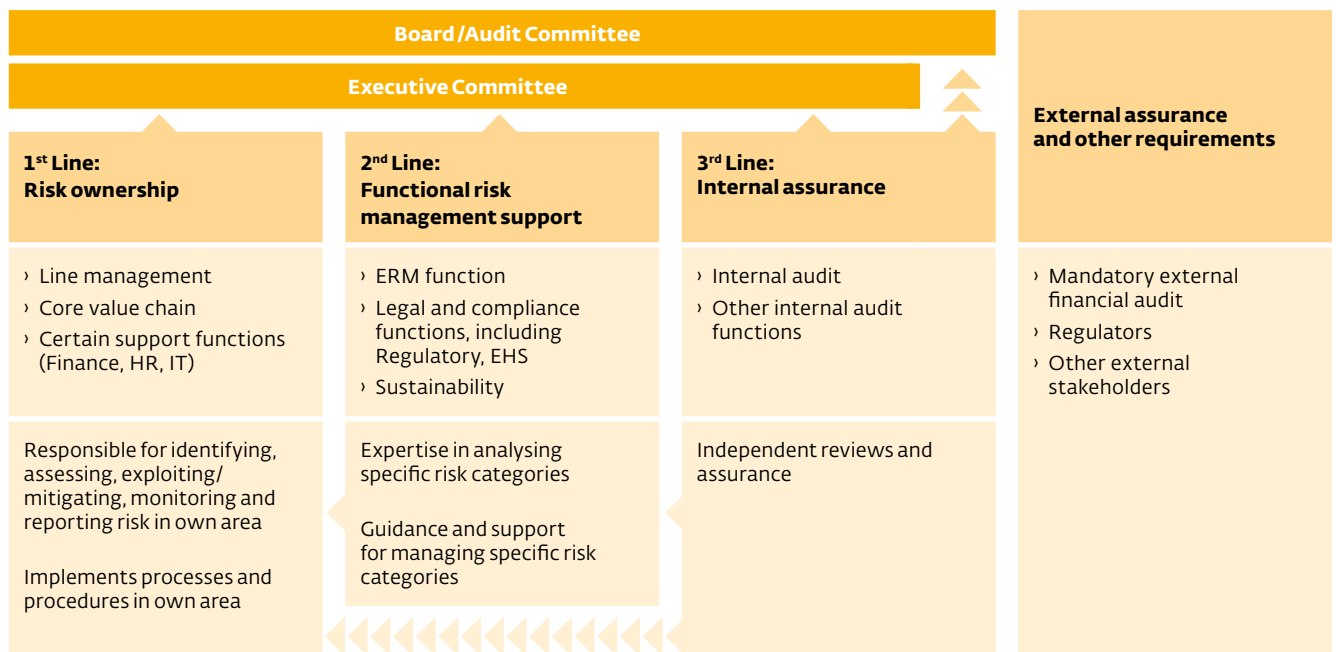 Board/Audit Committee
Executive Committee
1st Line:
Risk ownership
› Line management
› Core value chain
› Certain support functions
(Finance, HR, IT)
Responsible for identifying,
assessing, exploiting/
mitigating, monitoring and
reporting risk in own area
Implements processes and
procedures in own area
2nd Line:
Functional risk
management support
› ERM function
› Legal and compliance
functions, including
Regulatory, EHS
› Sustainability
Expertise in analysing
specific risk categories
Guidance and support
for managing specific risk
categories
3rd Line:
Internal assurance
› Internal audit
› Other internal audit
functions
Independent reviews and
assurance
External assurance
and other requirements
› Mandatory external
financial audit
› Regulators
› Other external
stakeholders